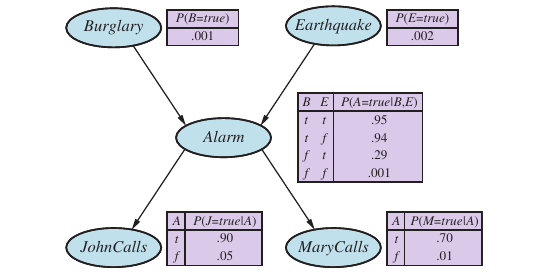 Burglary
P(B=true)
.001
Earthquake
P(E=true)
.002
Alarm
B E P(A=true|B,E)
t t .95
t f .94
f t .29
f f .001
JohnCalls
A P(J=true|A)
t .90
f .05
MaryCalls
A P(M=true|A)
t .70
f .01